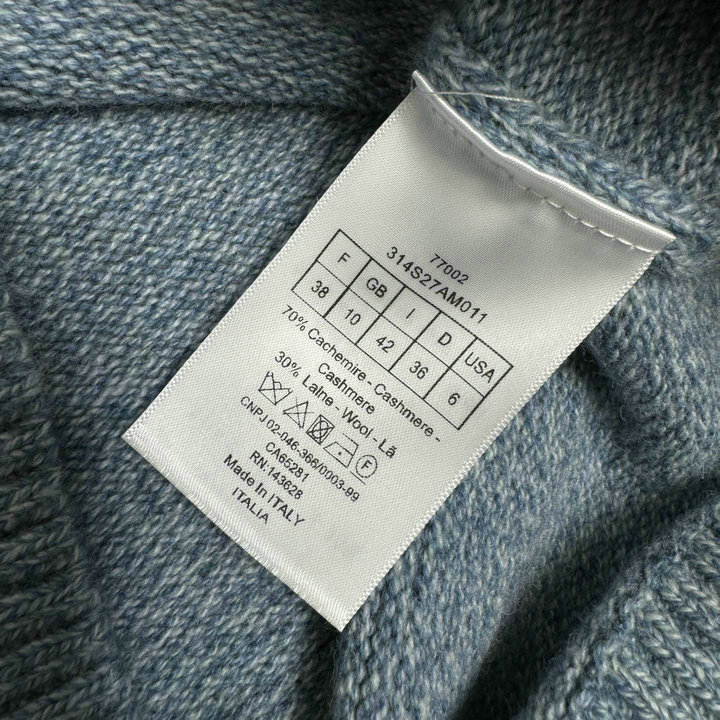 77002
314S27AM011
F GB I D USA
38 10 42 36 6
70% Cachemire - Cashmere -
Cashmere
30% Laine - Wool - Lã
F
CNPJ 02-046-366/0003-99
CA65281
RN.143628
Made In ITALY
ITALIA